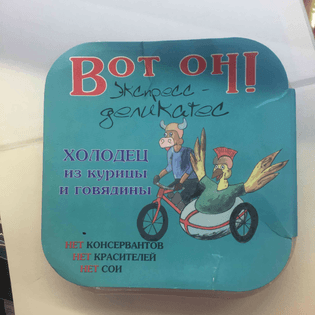 Вот он!
Экспресс-
деликатес
ХОЛОДЕЦ
из курицы
и говядины
НЕТ КОНСЕРВАНТОВ
НЕТ КРАСИТЕЛЕЙ
НЕТ СОИ